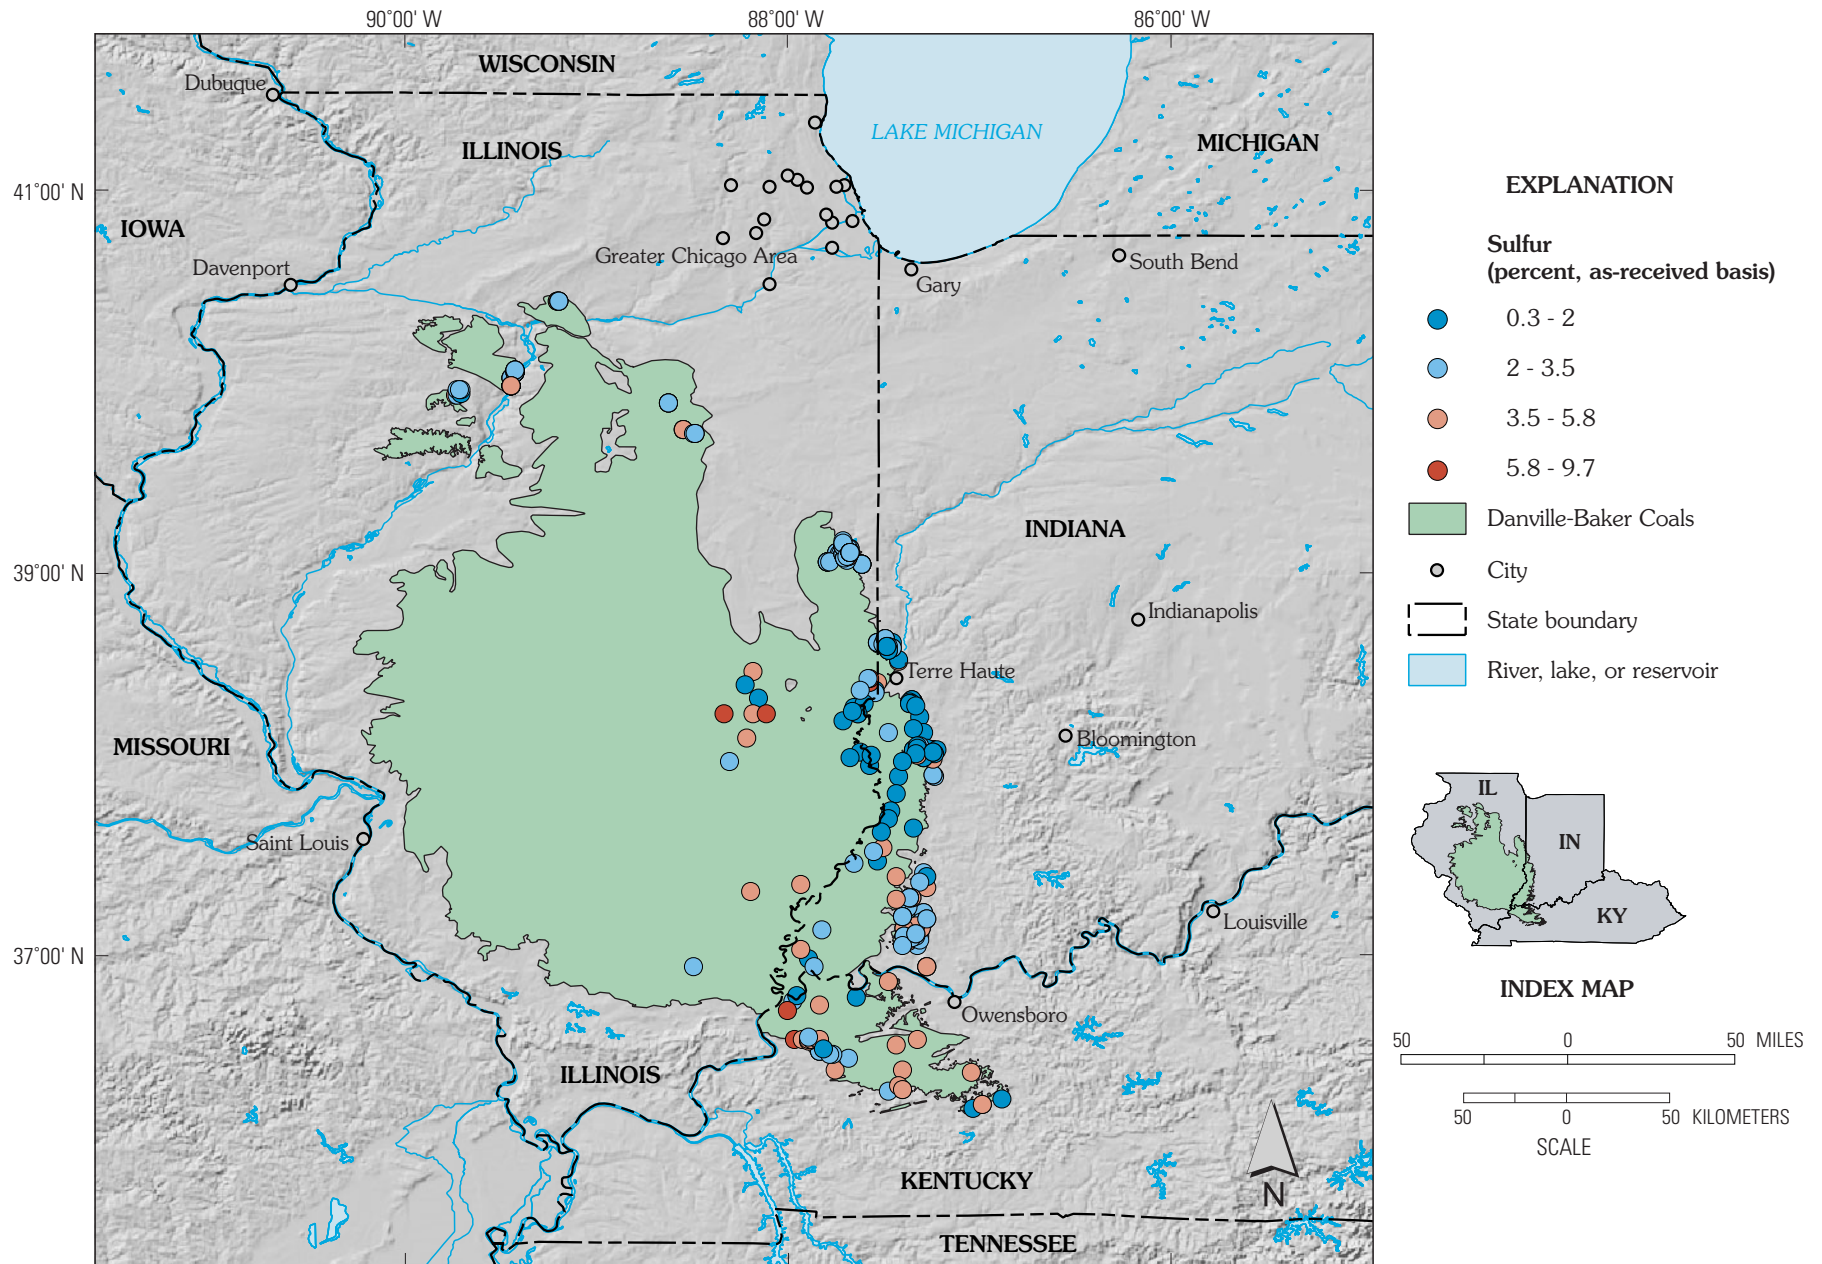 90°00' W
88°00' W
86°00' W
41°00' N
39°00' N
37°00' N
WISCONSIN
Dubuque
LAKE MICHIGAN
MICHIGAN
ILLINOIS
IOWA
Greater Chicago Area
Davenport
South Bend
Gary
INDIANA
Indianapolis
Terre Haute
MISSOURI
Bloomington
Saint Louis
Louisville
Owensboro
ILLINOIS
KENTUCKY
N
TENNESSEE
EXPLANATION
Sulfur
(percent, as-received basis)
0.3 - 2
2 - 3.5
3.5 - 5.8
5.8 - 9.7
Danville-Baker Coals
City
State boundary
River, lake, or reservoir
IL
IN
KY
INDEX MAP
50 0 50 MILES
50 0 50 KILOMETERS
SCALE